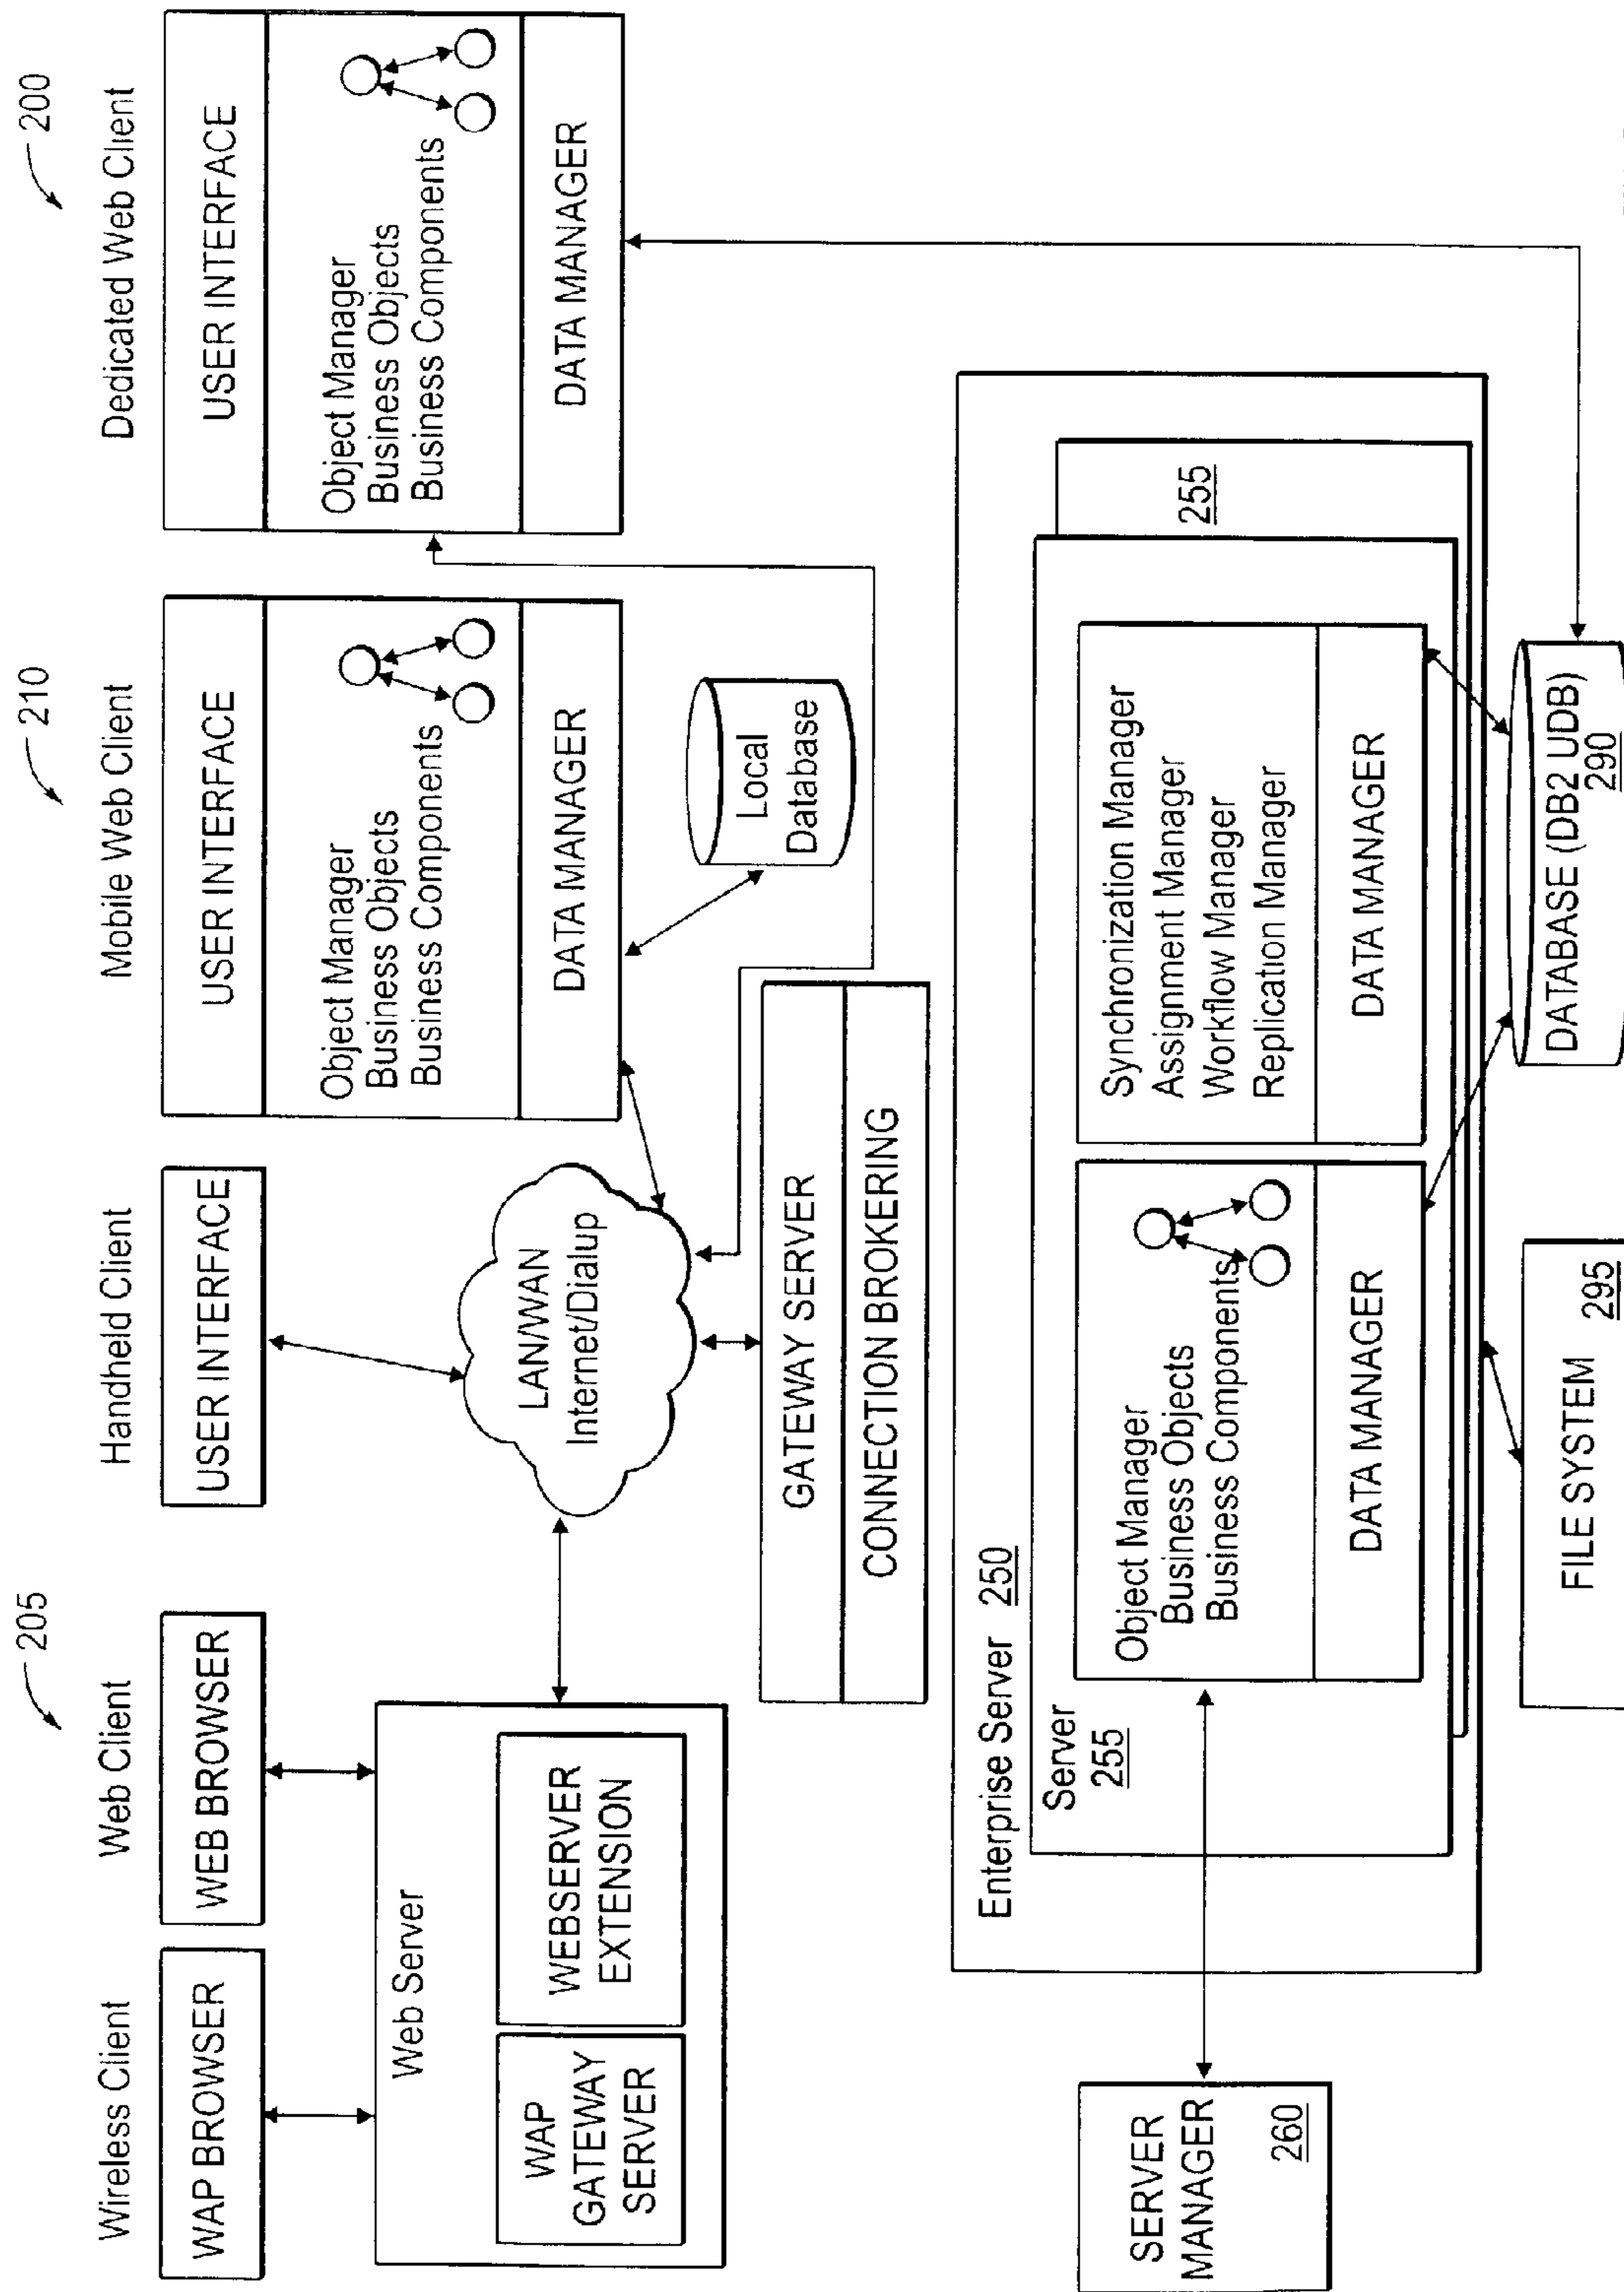 200
210
205
Wireless Client
Web Client
Handheld Client
Mobile Web Client
Dedicated Web Client
WAP BROWSER
WEB BROWSER
USER INTERFACE
USER INTERFACE
Object Manager
Business Objects
Business Components
DATA MANAGER
USER INTERFACE
Object Manager
Business Objects
Business Components
DATA MANAGER
Web Server
WAP
GATEWAY
SERVER
WEBSERVER
EXTENSION
LAN/WAN
Internet/Dialup
Local
Database
GATEWAY SERVER
CONNECTION BROKERING
Enterprise Server 250
Server
255
255
Object Manager
Business Objects
Business Components
DATA MANAGER
Synchronization Manager
Assignment Manager
Workflow Manager
Replication Manager
DATA MANAGER
SERVER
MANAGER
260
FILE SYSTEM
295
DATABASE (DB2 UDB)
290